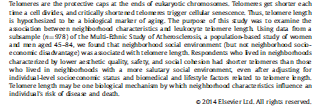 Telomeres are the protective caps at the ends of eukaryotic chromosomes. Telomeres get shorter each
time a cell divides, and critically shortened telomeres trigger cellular senescence. Thus, telomere length
is hypothesized to be a biological marker of aging. The purpose of this study was to examine the
association between neighborhood characteristics and leukocyte telomere length. Using data from a
subsample (n=978) of the Multi-Ethnic Study of Atherosclerosis, a population-based study of women
and men aged 45–84, we found that neighborhood social environment (but not neighborhood socio-
economic disadvantage) was associated with telomere length. Respondents who lived in neighborhoods
characterized by lower aesthetic quality, safety, and social cohesion had shorter telomeres than those
who lived in neighborhoods with a more salutary social environment, even after adjusting for
individual-level socioeconomic status and biomedical and lifestyle factors related to telomere length.
Telomere length may be one biological mechanism by which neighborhood characteristics influence an
individual's risk of disease and death.
© 2014 Elsevier Ltd. All rights reserved.